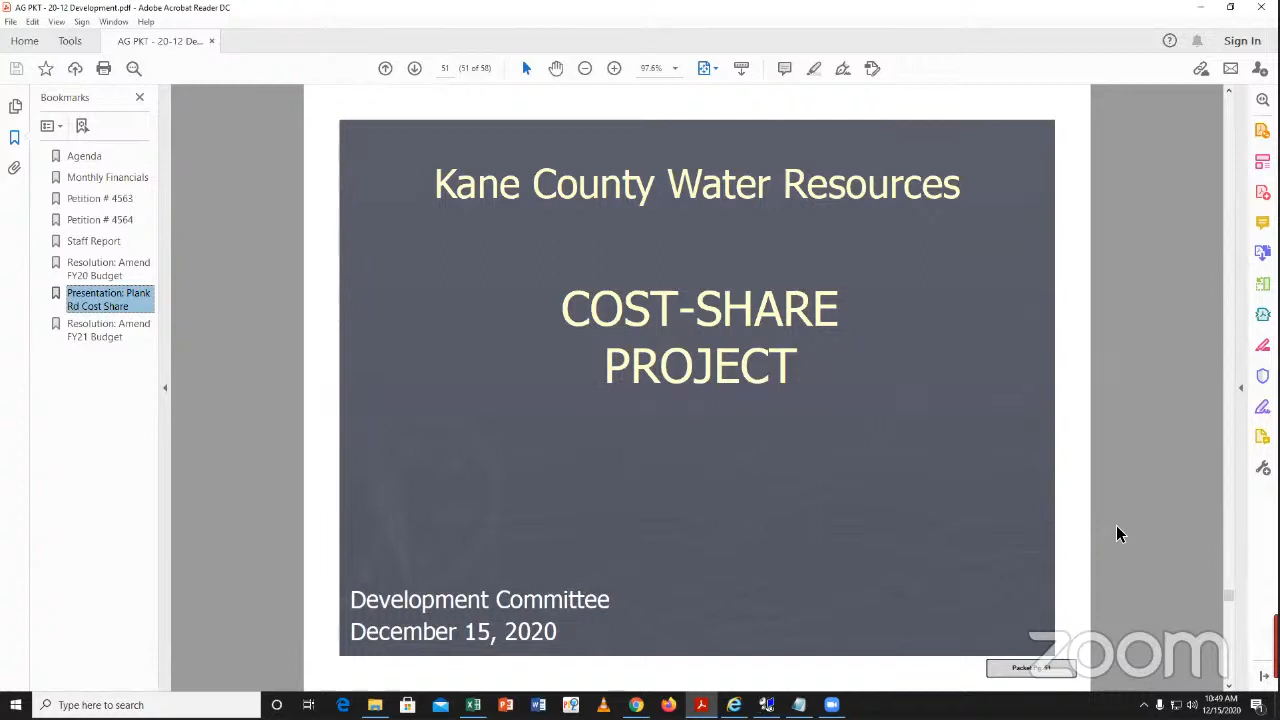 AG PKT - 20-12 Development.pdf - Adobe Acrobat Reader DC
File Edit View Sign Window Help
Home Tools AG PKT - 20-12 De... × Sign In
51 (51 of 58) 97.6%
Bookmarks
Agenda
Monthly Financials
Petition # 4563
Petition # 4564
Staff Report
Resolution: Amend
FY20 Budget
Presentation: Plank
Rd Cost Share
Resolution: Amend
FY21 Budget
Kane County Water Resources
COST-SHARE
PROJECT
Development Committee
December 15, 2020
zoom
Packet Pg. 51
Type here to search
10:49 AM
12/15/2020